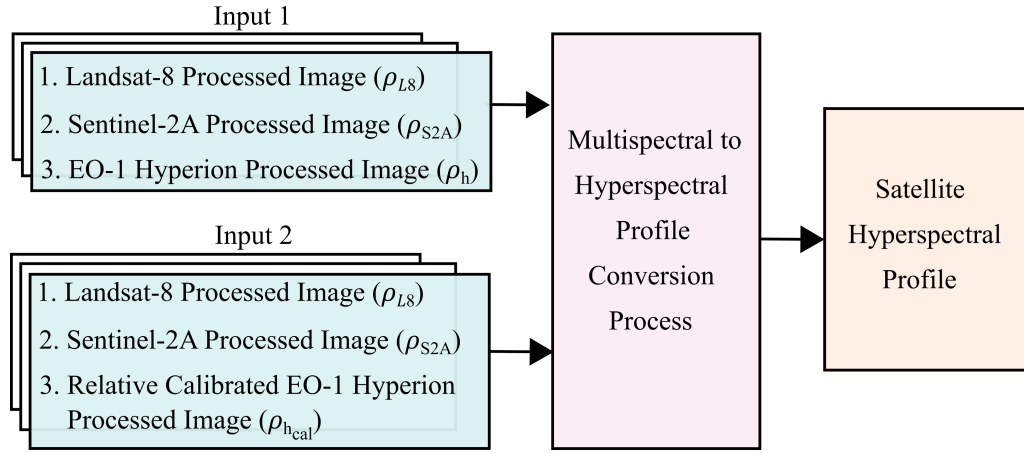 Input 1
1. Landsat-8 Processed Image (ρL8)
2. Sentinel-2A Processed Image (ρS2A)
3. EO-1 Hyperion Processed Image (ρh)
Input 2
1. Landsat-8 Processed Image (ρL8)
2. Sentinel-2A Processed Image (ρS2A)
3. Relative Calibrated EO-1 Hyperion
Processed Image (ρhcal)
Multispectral to
Hyperspectral
Profile
Conversion
Process
Satellite
Hyperspectral
Profile